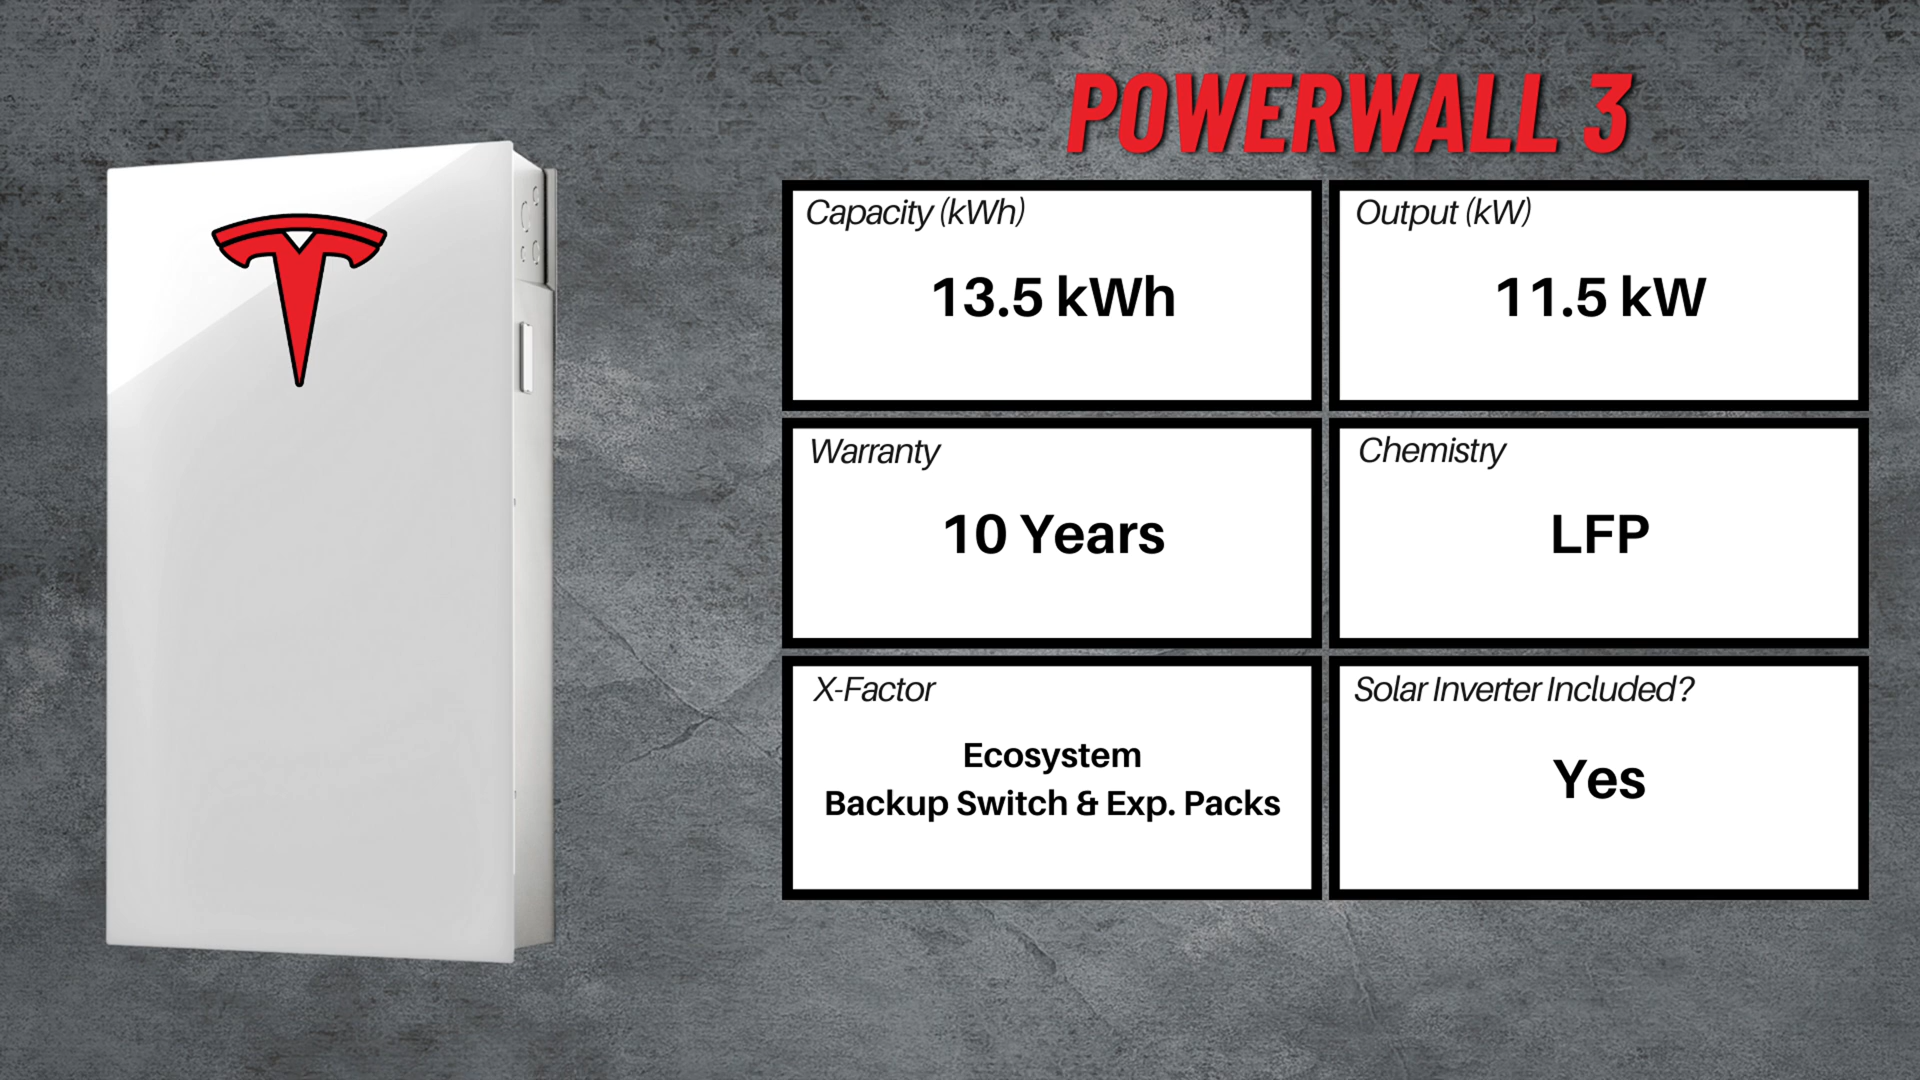 POWERWALL 3
Capacity (kWh)
13.5 kWh
Output (kW)
11.5 kW
Warranty
10 Years
Chemistry
LFP
X-Factor
Ecosystem
Backup Switch & Exp. Packs
Solar Inverter Included?
Yes